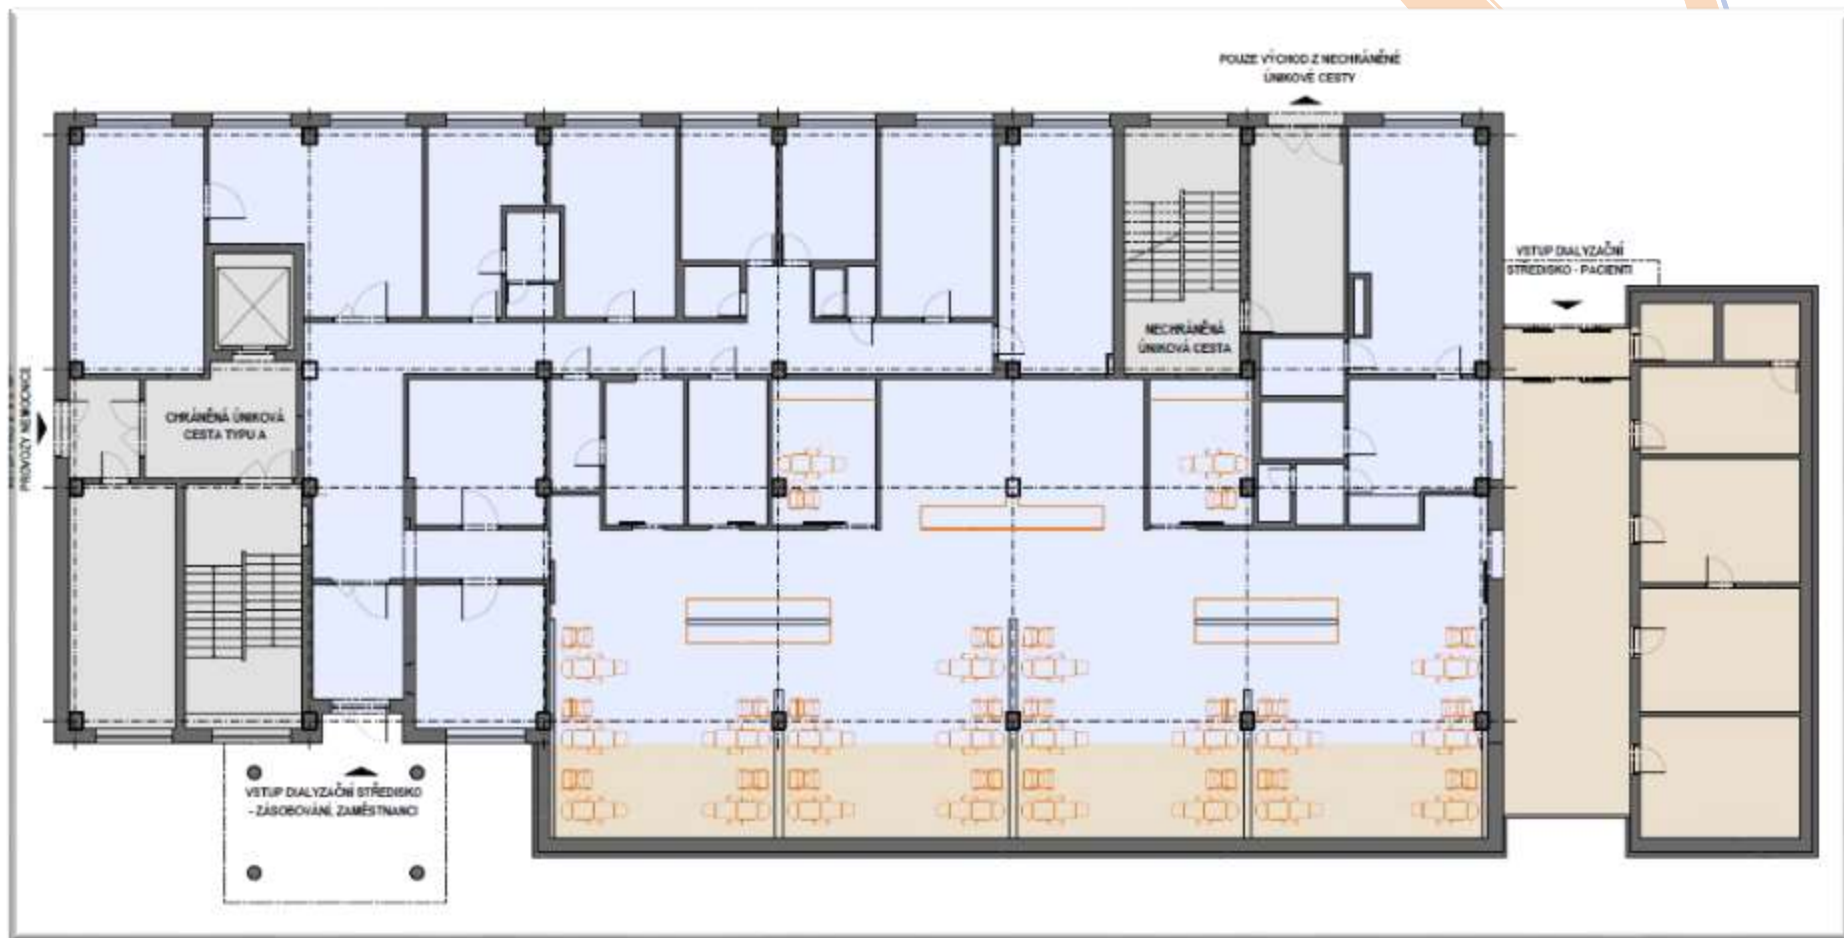 POUZE VÝCHOD Z NECHRÁNĚNÉ
ÚNIKOVÉ CESTY
VSTUP DIALYZAČNÍ
STŘEDISKO - PACIENTI
NECHRÁNĚNÁ
ÚNIKOVÁ CESTA
CHRÁNĚNÁ ÚNIKOVÁ
CESTA TYPU A
PROVOZY NEMOCNICE
VSTUP DIALYZAČNÍ STŘEDISKO
- ZÁSOBOVÁNÍ, ZAMĚSTNANCI